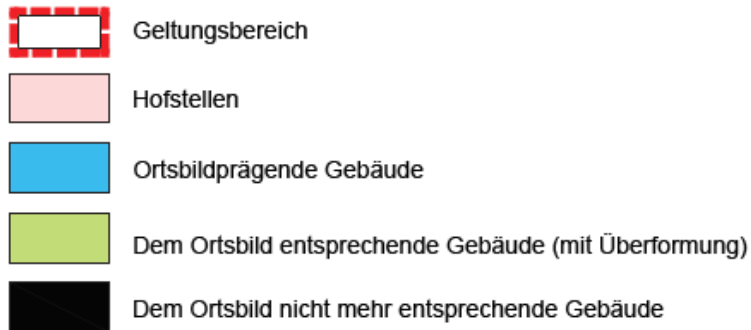 Geltungsbereich
Hofstellen
Ortsbildprägende Gebäude
Dem Ortsbild entsprechende Gebäude (mit Überformung)
Dem Ortsbild nicht mehr entsprechende Gebäude